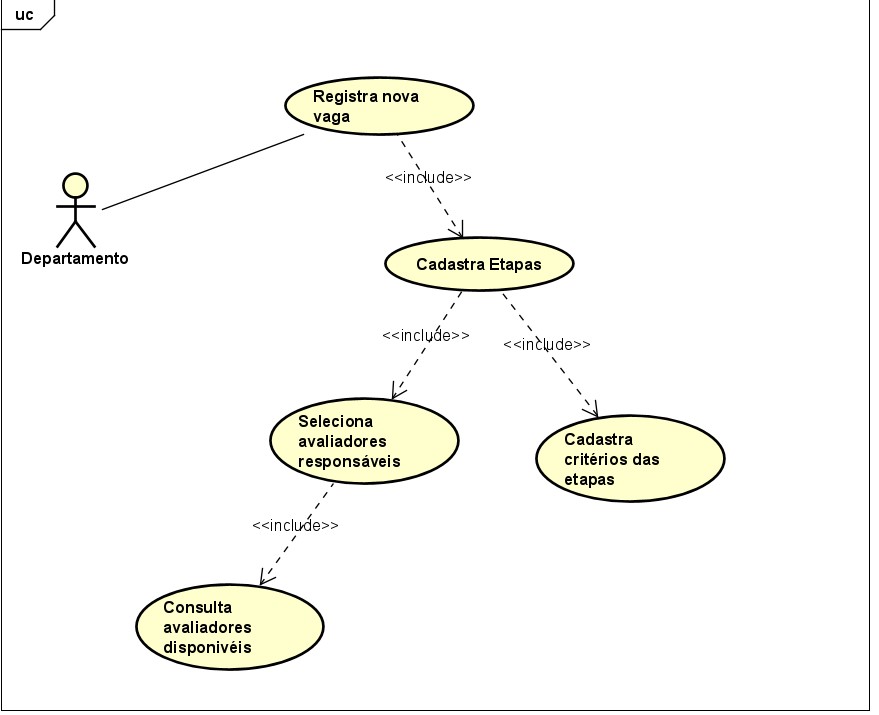 uc
Registra nova
vaga
<<include>>
Departamento
Cadastra Etapas
<<include>>
<<include>>
Seleciona
avaliadores
responsáveis
Cadastra
critérios das
etapas
<<include>>
Consulta
avaliadores
disponivéis